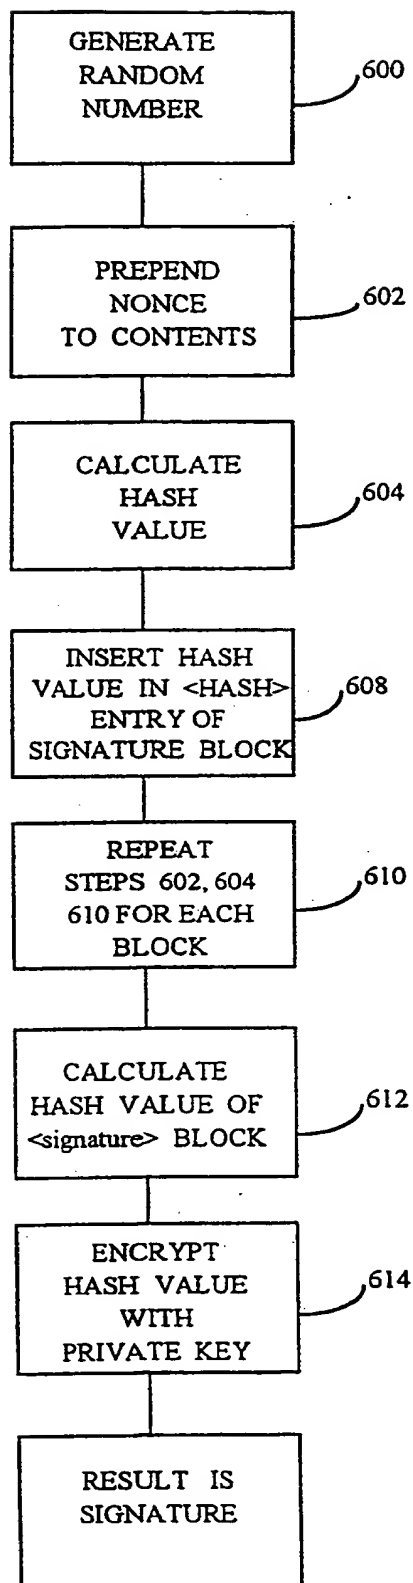 GENERATE
RANDOM
NUMBER
600
PREPEND
NONCE
TO CONTENTS
602
CALCULATE
HASH
VALUE
604
INSERT HASH
VALUE IN <HASH>
ENTRY OF
SIGNATURE BLOCK
608
REPEAT
STEPS 602, 604
610 FOR EACH
BLOCK
610
CALCULATE
HASH VALUE OF
<signature> BLOCK
612
ENCRYPT
HASH VALUE
WITH
PRIVATE KEY
614
RESULT IS
SIGNATURE